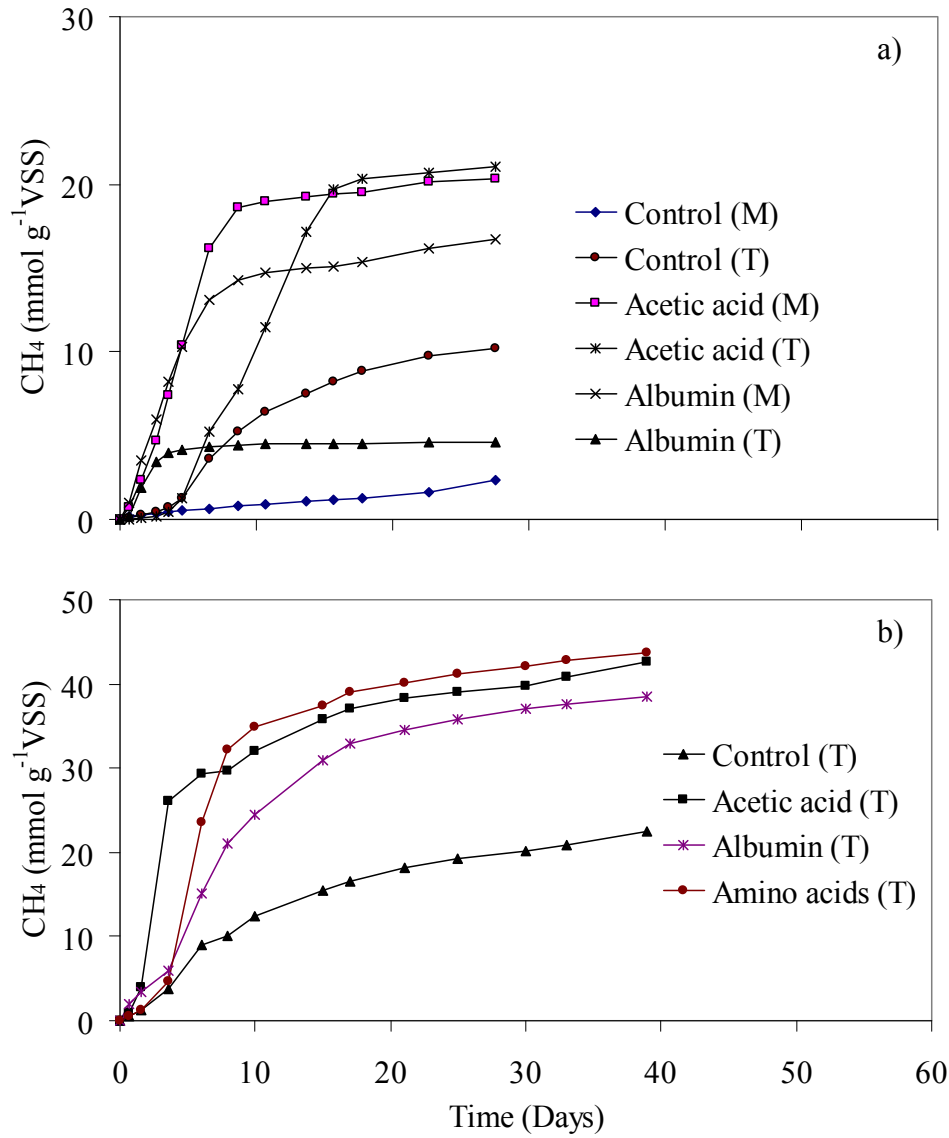 30
20
10
0
CH₄ (mmol g⁻¹VSS)
a)
Control (M)
Control (T)
Acetic acid (M)
Acetic acid (T)
Albumin (M)
Albumin (T)
50
40
30
20
10
0
CH₄ (mmol g⁻¹VSS)
b)
Control (T)
Acetic acid (T)
Albumin (T)
Amino acids (T)
0 10 20 30 40 50 60
Time (Days)